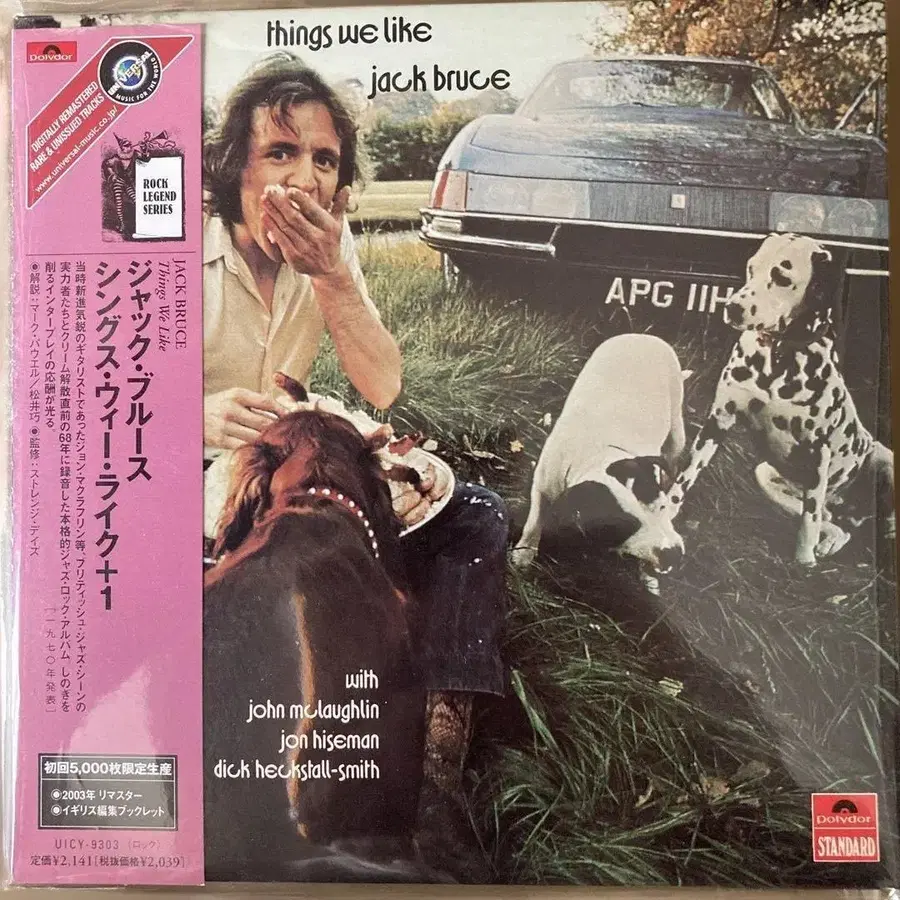 things we like
jack bruce
Polydor
DIGITALLY REMASTERED
RARE & UNISSUED TRACKS
www.universal-music.co.jp/
UNIVERSAL
MUSIC FOR THE WORLD
ROCK
LEGEND
SERIES
JACK BRUCE
Things We Like
ジャック・ブルース
シングス・ウィー・ライク+1
当時新進気鋭のギタリストであったジョン・マクラフリン等、ブリティッシュ・ジャズ・シーンの
実力者たちとクリーム解散直前の68年に録音した本格的ジャズ・ロック・アルバム。しのぎを
削るインタープレイの応酬が光る。
[一九七〇年発表]
●解説:マーク・パウエル/松井巧 ●監修:ストレンジ・デイズ
APG 11H
with
john mclaughlin
jon hiseman
dick heckstall-smith
初回5,000枚限定生産
●2003年 リマスター
●イギリス編集ブックレット
UICY-9303 (ロック)
定価¥2,141[税抜価格¥2,039]
Polydor
STANDARD